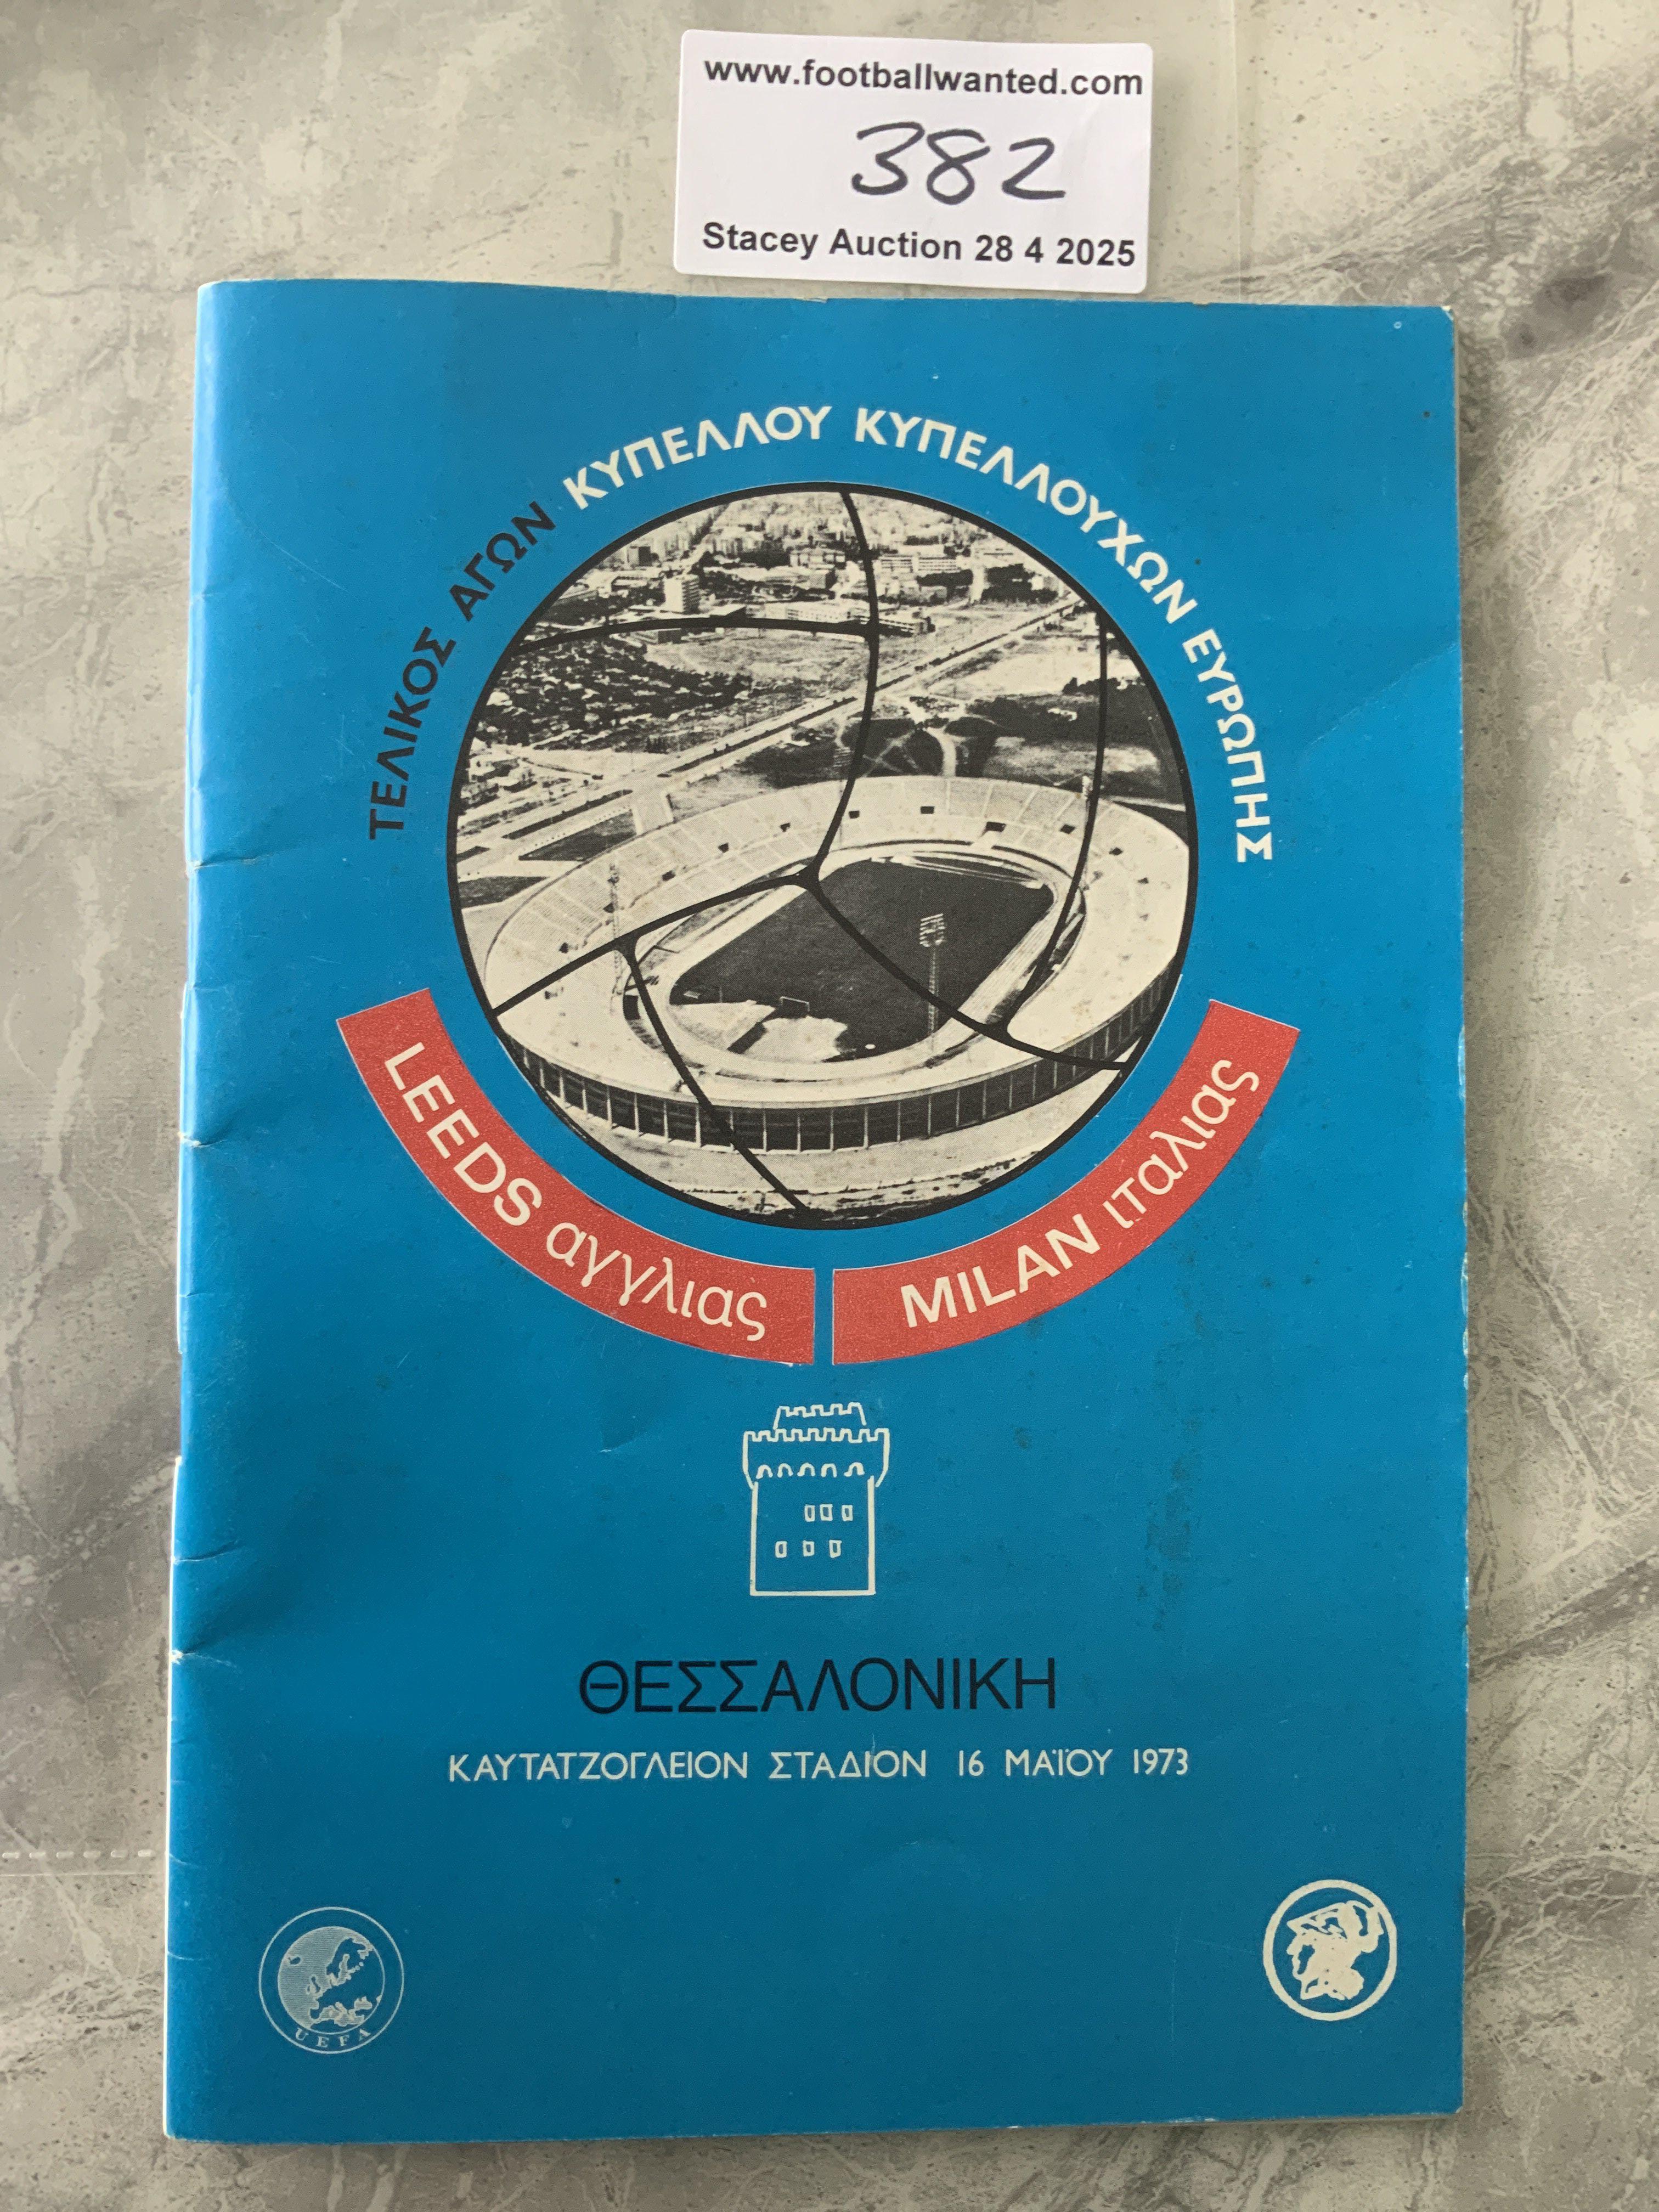 www.footballwanted.com
382
Stacey Auction 28 4 2025
ΤΕΛΙΚΟΣ ΑΓΩΝ ΚΥΠΕΛΛΟΥ ΚΥΠΕΛΛΟΥΧΩΝ ΕΥΡΩΠΗΣ
LEEDS αγγλιας
MILAN ιταλιας
ΘΕΣΣΑΛΟΝΙΚΗ
ΚΑΥΤΑΤΖΟΓΛΕΙΟΝ ΣΤΑΔΙΟΝ 16 ΜΑΪΟΥ 1973
UEFA